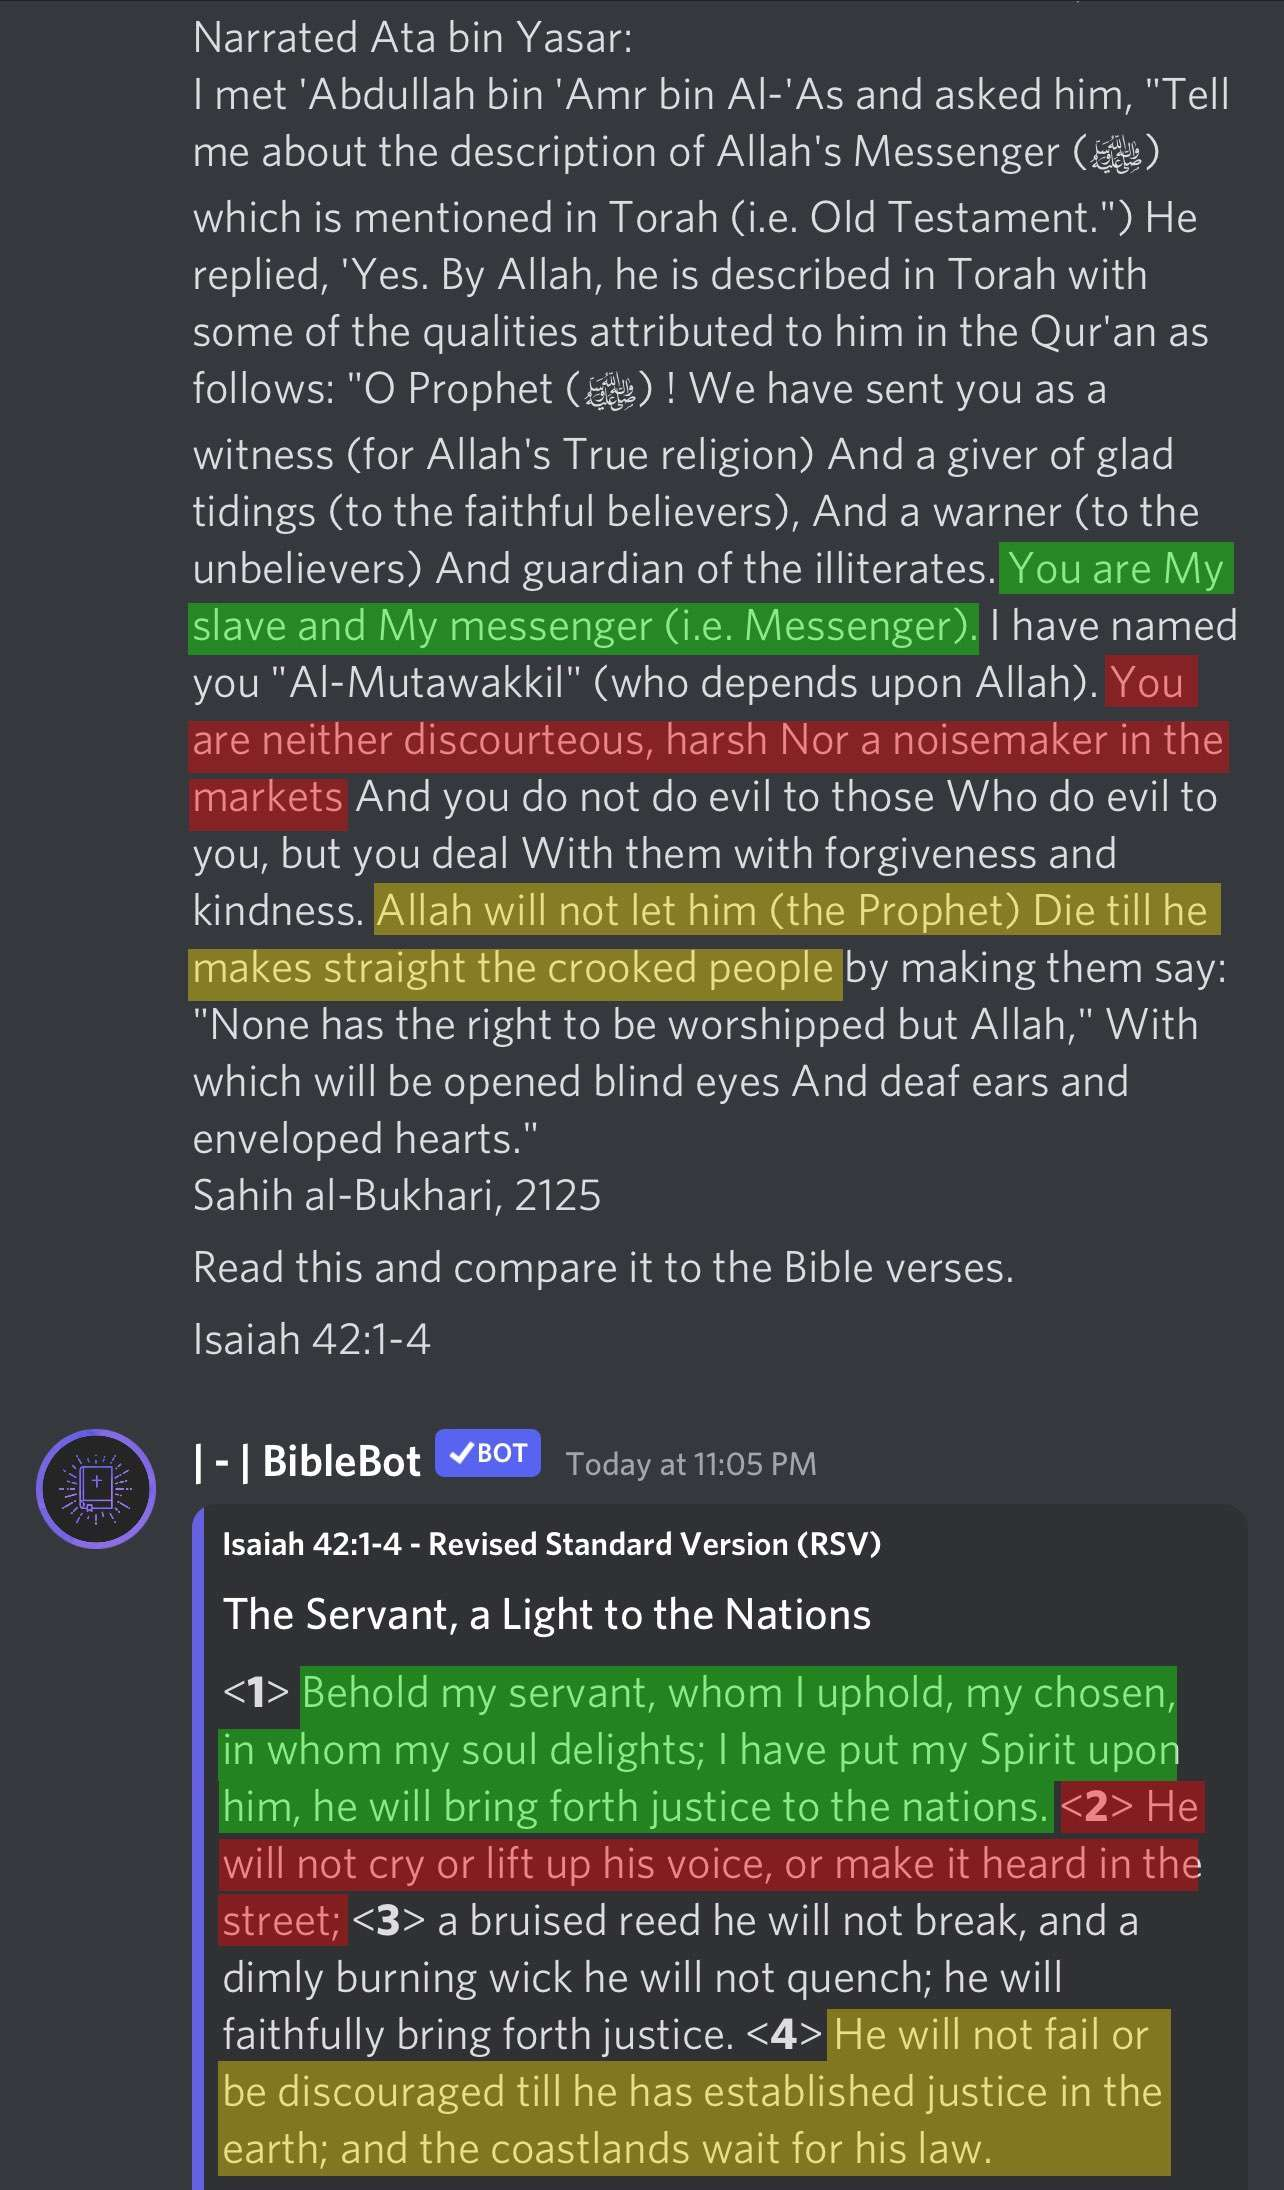 Narrated Ata bin Yasar:
I met 'Abdullah bin 'Amr bin Al-'As and asked him, "Tell
me about the description of Allah's Messenger (ﷺ)
which is mentioned in Torah (i.e. Old Testament.") He
replied, 'Yes. By Allah, he is described in Torah with
some of the qualities attributed to him in the Qur'an as
follows: "O Prophet (ﷺ) ! We have sent you as a
witness (for Allah's True religion) And a giver of glad
tidings (to the faithful believers), And a warner (to the
unbelievers) And guardian of the illiterates. You are My
slave and My messenger (i.e. Messenger). I have named
you "Al-Mutawakkil" (who depends upon Allah). You
are neither discourteous, harsh Nor a noisemaker in the
markets And you do not do evil to those Who do evil to
you, but you deal With them with forgiveness and
kindness. Allah will not let him (the Prophet) Die till he
makes straight the crooked people by making them say:
"None has the right to be worshipped but Allah," With
which will be opened blind eyes And deaf ears and
enveloped hearts."
Sahih al-Bukhari, 2125
Read this and compare it to the Bible verses.
Isaiah 42:1-4
| - | BibleBot ✓BOT Today at 11:05 PM
Isaiah 42:1-4 - Revised Standard Version (RSV)
The Servant, a Light to the Nations
<1> Behold my servant, whom I uphold, my chosen,
in whom my soul delights; I have put my Spirit upon
him, he will bring forth justice to the nations. <2> He
will not cry or lift up his voice, or make it heard in the
street; <3> a bruised reed he will not break, and a
dimly burning wick he will not quench; he will
faithfully bring forth justice. <4> He will not fail or
be discouraged till he has established justice in the
earth; and the coastlands wait for his law.